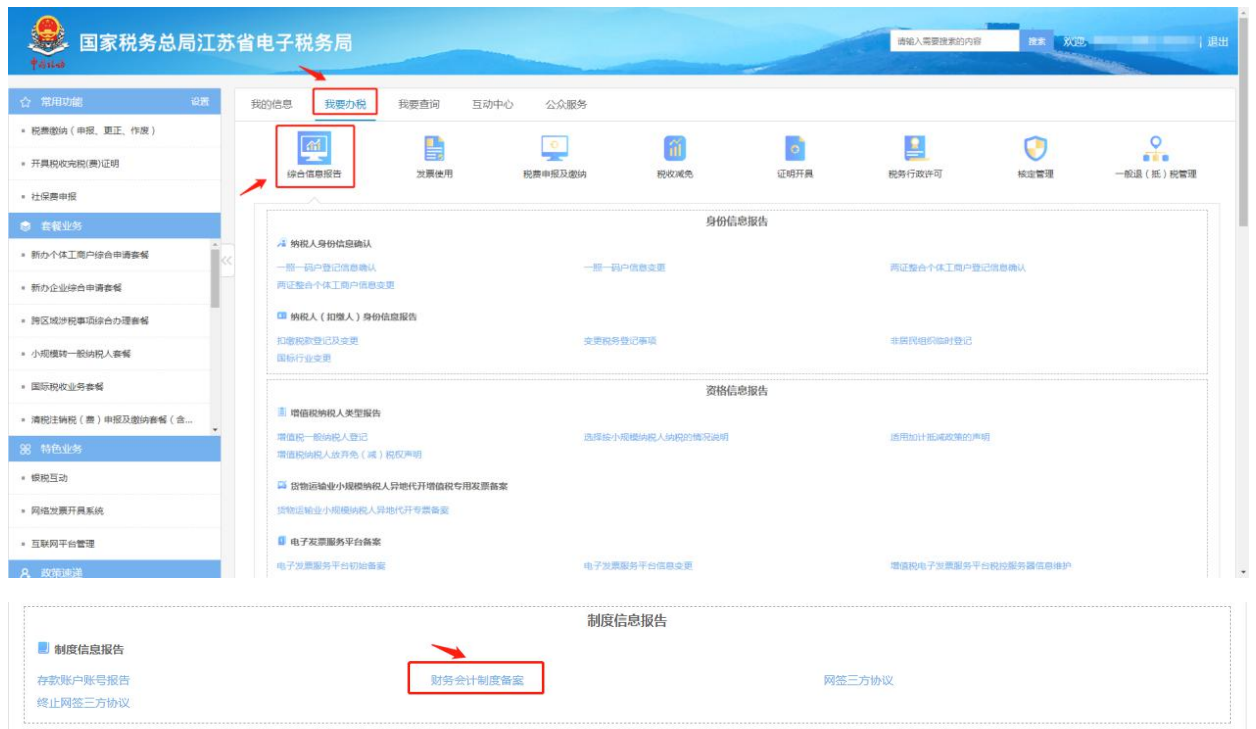 国家税务总局江苏省电子税务局
请输入需要搜索的内容
搜索
欢迎,
| 退出
中国税务
常用功能
设置
税费缴纳（申报、更正、作废）
开具税收完税(费)证明
社保费申报
套餐业务
新办个体工商户综合申请套餐
新办企业综合申请套餐
跨区域涉税事项综合办理套餐
小规模转一般纳税人套餐
国际税收业务套餐
清税注销税（费）申报及缴纳套餐（含...
特色业务
银税互动
网络发票开具系统
互联网平台管理
政策速递
我的信息
我要办税
我要查询
互动中心
公众服务
综合信息报告
发票使用
税费申报及缴纳
税收减免
证明开具
税务行政许可
核定管理
一般退（抵）税管理
身份信息报告
纳税人身份信息确认
一照一码户登记信息确认
一照一码户信息变更
两证整合个体工商户登记信息确认
两证整合个体工商户信息变更
纳税人（扣缴人）身份信息报告
扣缴税款登记及变更
变更税务登记事项
非居民组织临时登记
国标行业变更
资格信息报告
增值税纳税人类型报告
增值税一般纳税人登记
选择按小规模纳税人纳税的情况说明
适用加计抵减政策的声明
增值税纳税人放弃免（减）税权声明
货物运输业小规模纳税人异地代开增值税专用发票备案
货物运输业小规模纳税人异地代开专票备案
电子发票服务平台备案
电子发票服务平台初始备案
电子发票服务平台信息变更
增值税电子发票服务平台税控服务器信息维护
制度信息报告
制度信息报告
存款账户账号报告
财务会计制度备案
网签三方协议
终止网签三方协议